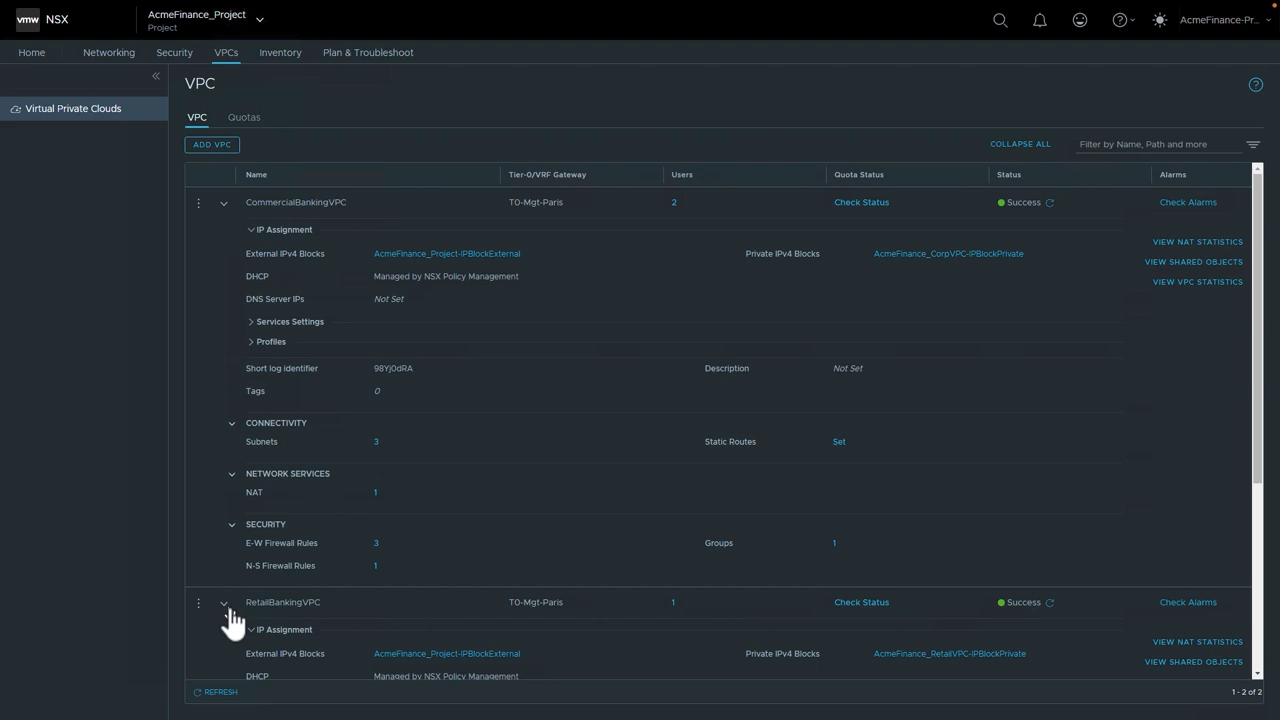 vmw NSX AcmeFinance_Project AcmeFinance-Pr...
Project
Home Networking Security VPCs Inventory Plan & Troubleshoot
Virtual Private Clouds
VPC
VPC Quotas
ADD VPC COLLAPSE ALL Filter by Name, Path and more
Name Tier-0/VRF Gateway Users Quota Status Status Alarms
CommercialBankingVPC T0-Mgt-Paris 2 Check Status Success Check Alarms
IP Assignment
VIEW NAT STATISTICS
External IPv4 Blocks AcmeFinance_Project-IPBlockExternal Private IPv4 Blocks AcmeFinance_CorpVPC-IPBlockPrivate
VIEW SHARED OBJECTS
DHCP Managed by NSX Policy Management
VIEW VPC STATISTICS
DNS Server IPs Not Set
Services Settings
Profiles
Short log identifier 98Yj0dRA Description Not Set
Tags 0
CONNECTIVITY
Subnets 3 Static Routes Set
NETWORK SERVICES
NAT 1
SECURITY
E-W Firewall Rules 3 Groups 1
N-S Firewall Rules 1
RetailBankingVPC T0-Mgt-Paris 1 Check Status Success Check Alarms
IP Assignment
VIEW NAT STATISTICS
External IPv4 Blocks AcmeFinance_Project-IPBlockExternal Private IPv4 Blocks AcmeFinance_RetailVPC-IPBlockPrivate
VIEW SHARED OBJECTS
DHCP Managed by NSX Policy Management
REFRESH 1 - 2 of 2